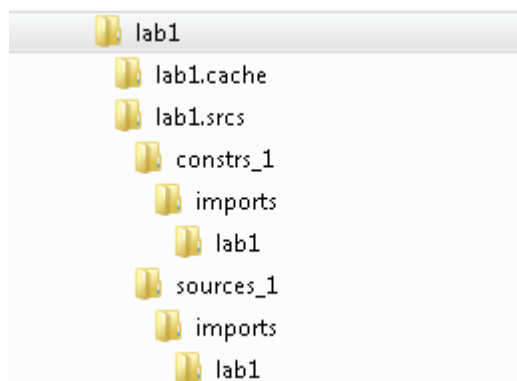 lab1
lab1.cache
lab1.srcs
constrs_1
imports
lab1
sources_1
imports
lab1